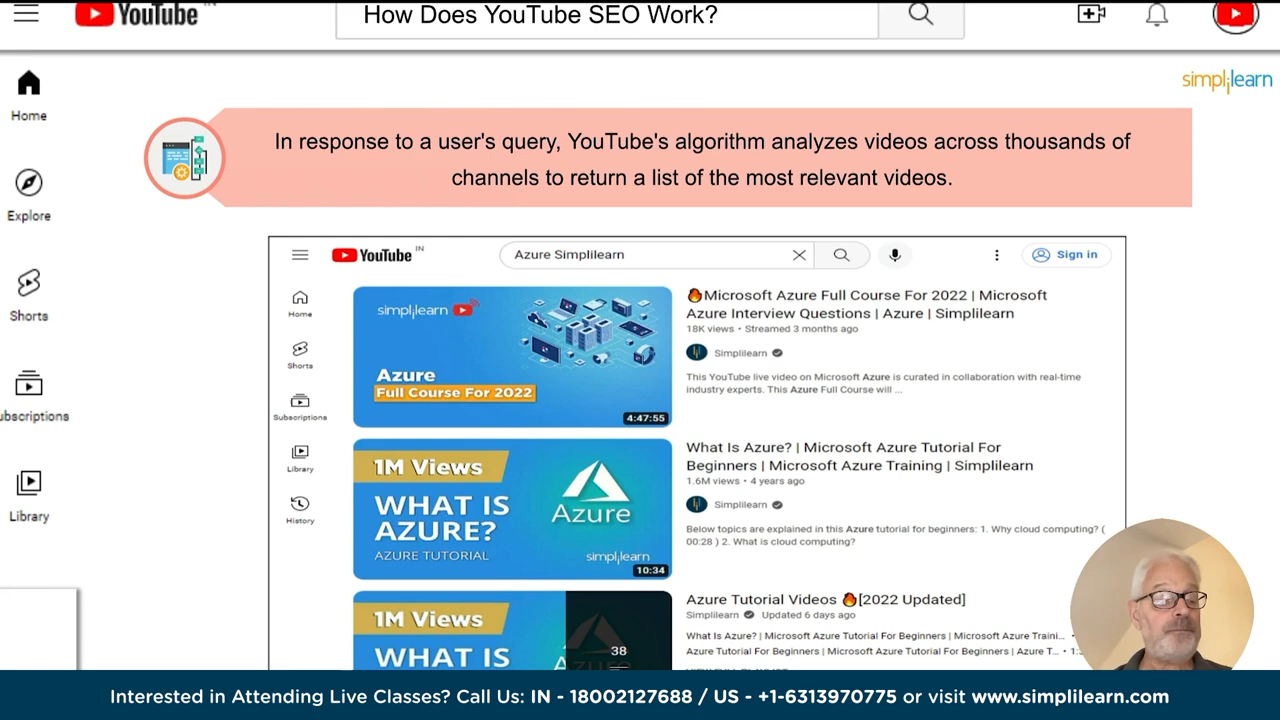 YouTube IN
How Does YouTube SEO Work?
Home
simplilearn
In response to a user's query, YouTube's algorithm analyzes videos across thousands of
channels to return a list of the most relevant videos.
Explore
Shorts
ubscriptions
Library
YouTube IN
Azure Simplilearn
Sign in
Home
Shorts
Subscriptions
Library
History
simplilearn
Azure
Full Course For 2022
4:47:55
🔥Microsoft Azure Full Course For 2022 | Microsoft
Azure Interview Questions | Azure | Simplilearn
18K views • Streamed 3 months ago
Simplilearn
This YouTube live video on Microsoft Azure is curated in collaboration with real-time
industry experts. This Azure Full Course will ...
1M Views
WHAT IS
AZURE?
AZURE TUTORIAL
Azure
simplilearn
10:34
What Is Azure? | Microsoft Azure Tutorial For
Beginners | Microsoft Azure Training | Simplilearn
1.6M views • 4 years ago
Simplilearn
Below topics are explained in this Azure tutorial for beginners: 1. Why cloud computing? (
00:28 ) 2. What is cloud computing?
1M Views
WHAT IS
38
Azure Tutorial Videos 🔥[2022 Updated]
Simplilearn Updated 6 days ago
What Is Azure? | Microsoft Azure Tutorial For Beginners | Microsoft Azure Traini... •
Azure Tutorial For Beginners | Microsoft Azure Tutorial For Beginners | Azure T... • 1:
Interested in Attending Live Classes? Call Us: IN - 18002127688 / US - +1-6313970775 or visit www.simplilearn.com